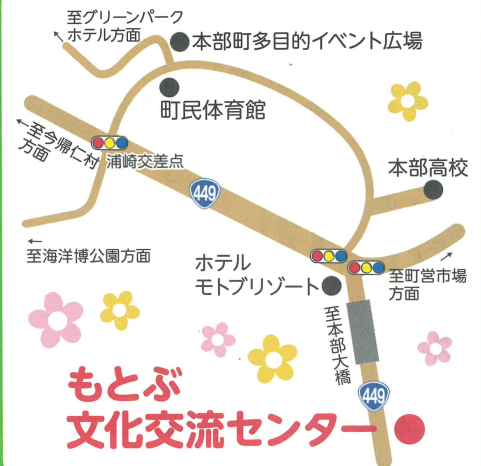 至グリーンパーク
ホテル方面
本部町多目的イベント広場
町民体育館
至今帰仁村
方面
浦崎交差点
本部高校
449
至海洋博公園方面
ホテル
モトブリゾート
至町営市場
方面
至本部大橋
449
もとぶ
文化交流センター